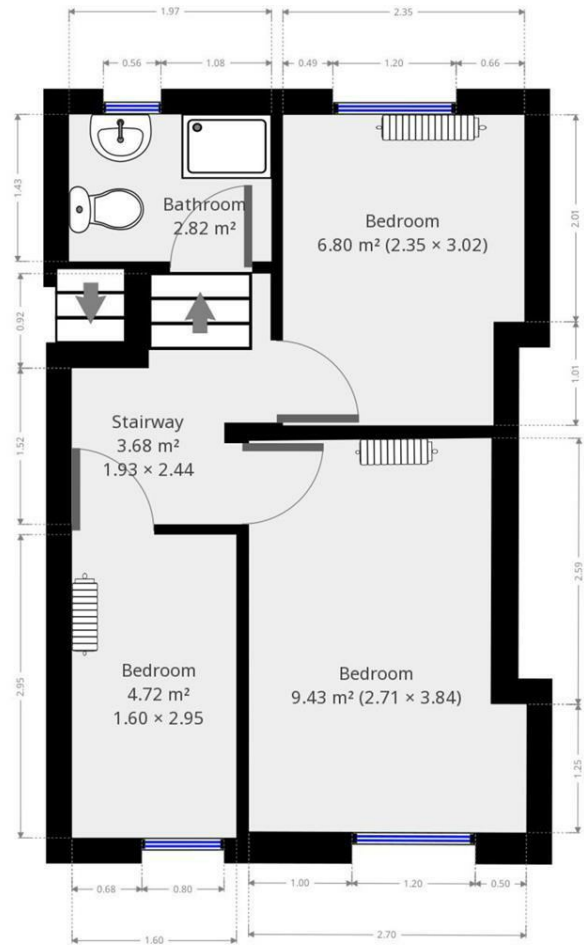 1.97
2.35
0.56
1.08
0.49
1.20
0.66
1.43
Bathroom
2.82 m²
Bedroom
6.80 m² (2.35 × 3.02)
2.01
0.92
1.01
Stairway
3.68 m²
1.93 × 2.44
1.52
2.59
Bedroom
4.72 m²
1.60 × 2.95
Bedroom
9.43 m² (2.71 × 3.84)
2.95
1.25
0.68
0.80
1.00
1.20
0.50
1.60
2.70